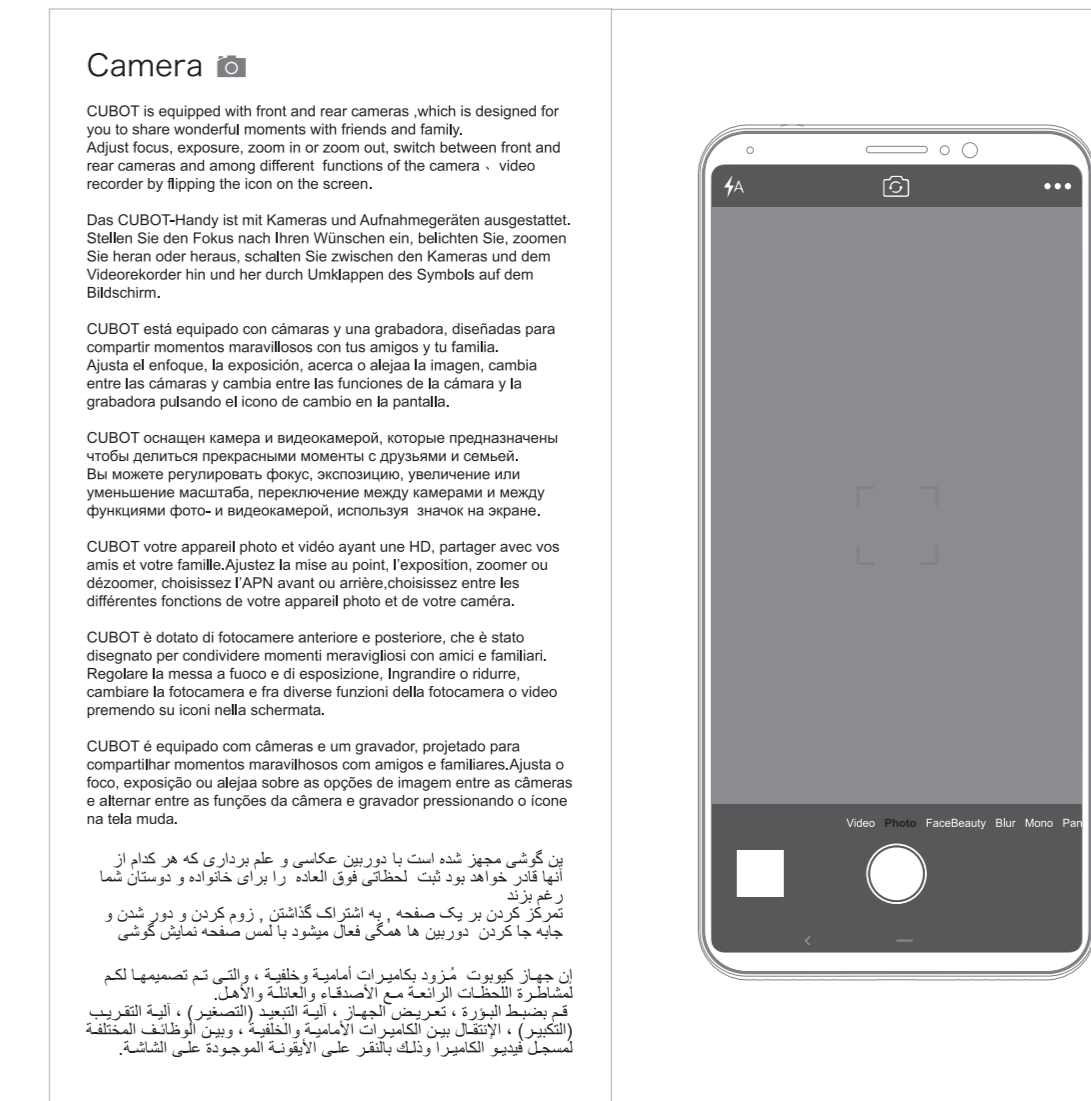 Camera
CUBOT is equipped with front and rear cameras ,which is designed for
you to share wonderful moments with friends and family.
Adjust focus, exposure, zoom in or zoom out, switch between front and
rear cameras and among different functions of the camera 、 video
recorder by flipping the icon on the screen.
Das CUBOT-Handy ist mit Kameras und Aufnahmegeräten ausgestattet.
Stellen Sie den Fokus nach Ihren Wünschen ein, belichten Sie, zoomen
Sie heran oder heraus, schalten Sie zwischen den Kameras und dem
Videorekorder hin und her durch Umklappen des Symbols auf dem
Bildschirm.
CUBOT está equipado con cámaras y una grabadora, diseñadas para
compartir momentos maravillosos con tus amigos y tu familia.
Ajusta el enfoque, la exposición, acerca o alejaa la imagen, cambia
entre las cámaras y cambia entre las funciones de la cámara y la
grabadora pulsando el icono de cambio en la pantalla.
CUBOT оснащен камера и видеокамерой, которые предназначены
чтобы делиться прекрасными моменты с друзьями и семьей.
Вы можете регулировать фокус, экспозицию, увеличение или
уменьшение масштаба, переключение между камерами и между
функциями фото- и видеокамерой, используя значок на экране.
CUBOT votre appareil photo et vidéo ayant une HD, partager avec vos
amis et votre famille.Ajustez la mise au point, l'exposition, zoomer ou
dézoomer, choisissez l'APN avant ou arrière,choisissez entre les
différentes fonctions de votre appareil photo et de votre caméra.
CUBOT è dotato di fotocamere anteriore e posteriore, che è stato
disegnato per condividere momenti meravigliosi con amici e familiari.
Regolare la messa a fuoco e di esposizione, Ingrandire o ridurre,
cambiare la fotocamera e fra diverse funzioni della fotocamera o video
premendo su iconi nella schermata.
CUBOT é equipado com câmeras e um gravador, projetado para
compartilhar momentos maravilhosos com amigos e familiares.Ajusta o
foco, exposição ou alejaa sobre as opções de imagem entre as câmeras
e alternar entre as funções da câmera e gravador pressionando o ícone
na tela muda.
ین گوشی مجهز شده است با دوربین عکاسی و علم برداری که هر کدام از
آنها قادر خواهد بود ثبت لحظاتی فوق العاده را برای خانواده و دوستان شما
رغم بزند
تمرکز کردن بر یک صفحه , به اشتراک گذاشتن , زوم کردن و دور شدن و
جابه جا کردن دوربین ها همگی فعال میشود با لمس صفحه نمایش گوشی
إن جهاز كيوبوت مُزود بكاميرات أمامية وخلفية ، والتى تم تصميمها لكم
لمشاطرة اللحظات الرائعة مع الأصدقاء والعائلة والأهل.
قم بضبط البؤرة ، تعريض الجهاز ، آلية التبعيد (التصغير) ، آلية التقريب
(التكبير) ، الإنتقال بين الكاميرات الأمامية والخلفية ، وبين الوظائف المختلفة
لمسجل فيديو الكاميرا وذلك بالنقر على الأيقونة الموجودة على الشاشة.
A
Video Photo FaceBeauty Blur Mono Pan